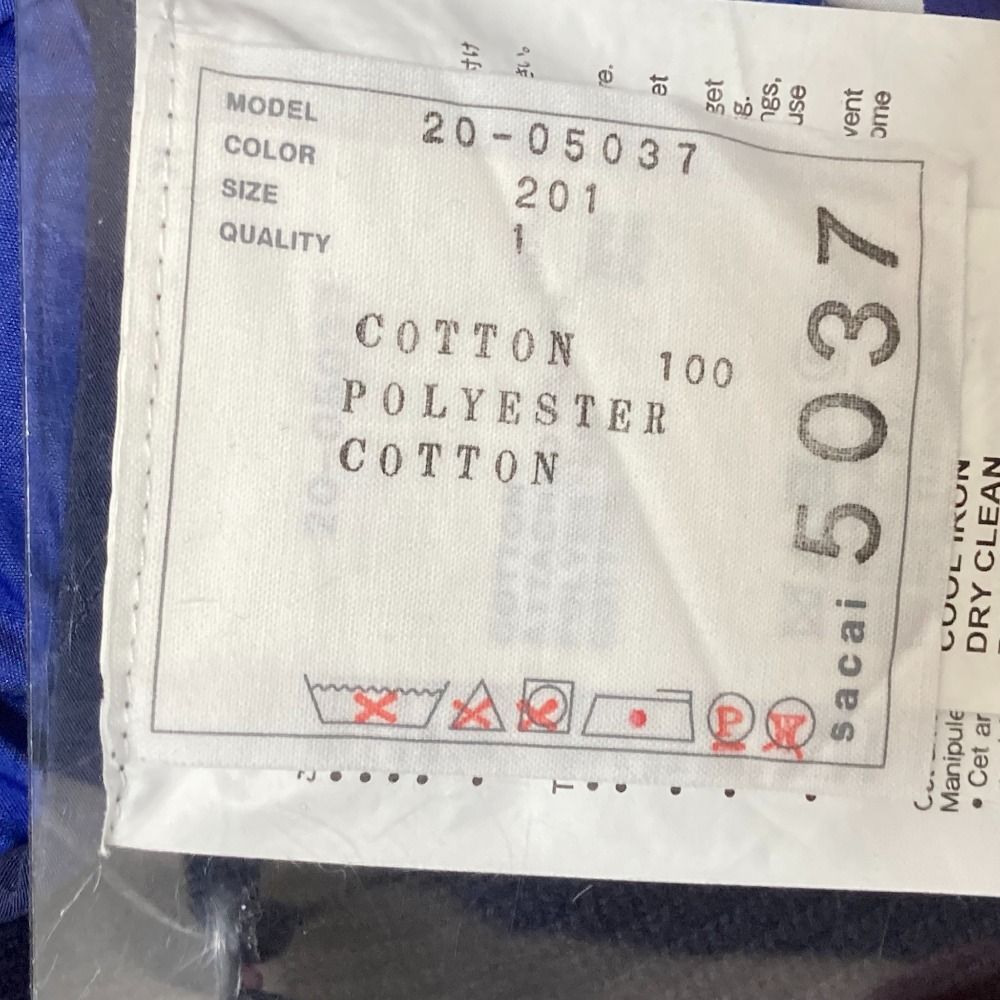 MODEL 20-05037
COLOR 201
SIZE 1
QUALITY
COTTON 100
POLYESTER
COTTON
sacai 5037
P
re.
et
get
g.
ngs,
use
vent
ome
COOL IRON
DRY CLEAN
Manipule
• Cet ar